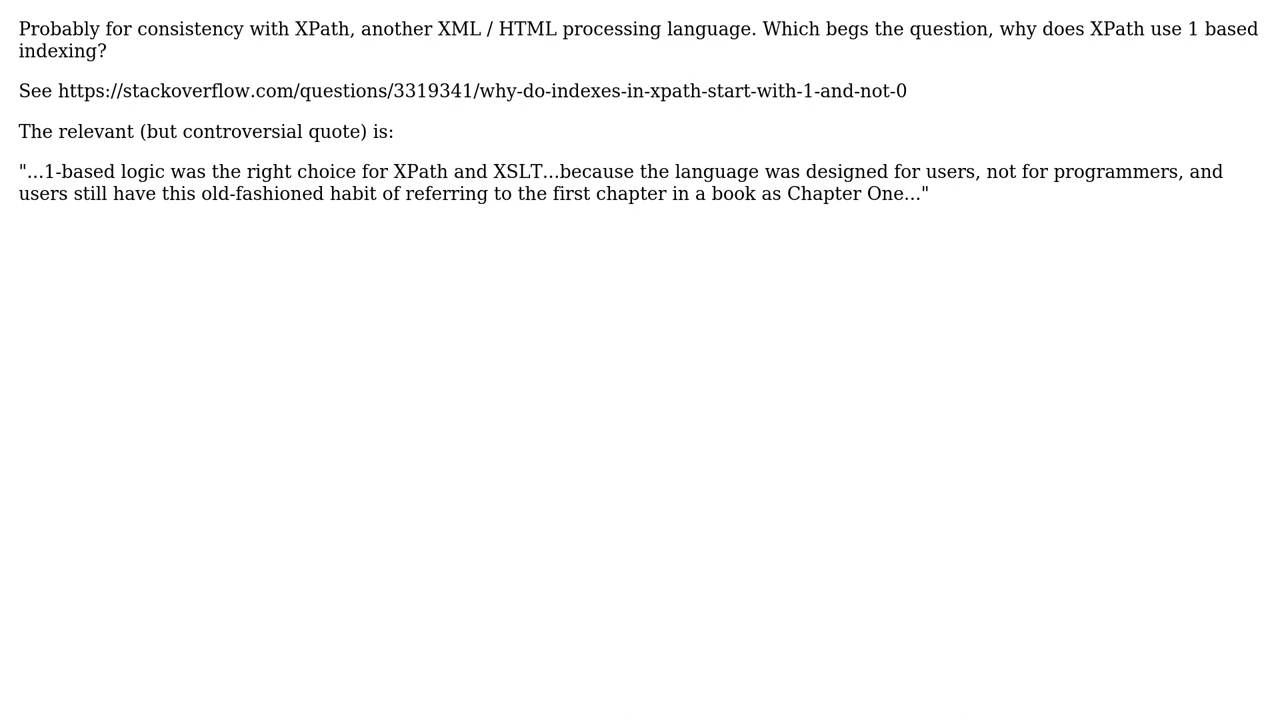 Probably for consistency with XPath, another XML / HTML processing language. Which begs the question, why does XPath use 1 based
indexing?
See https://stackoverflow.com/questions/3319341/why-do-indexes-in-xpath-start-with-1-and-not-0
The relevant (but controversial quote) is:
"...1-based logic was the right choice for XPath and XSLT...because the language was designed for users, not for programmers, and
users still have this old-fashioned habit of referring to the first chapter in a book as Chapter One..."